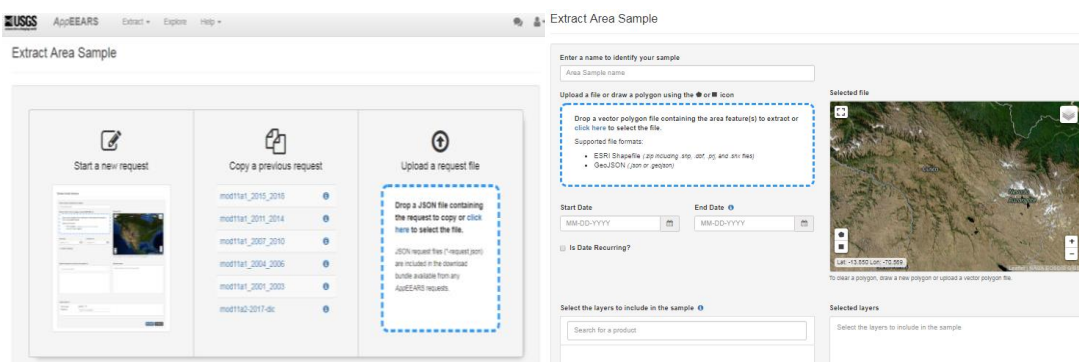 USGS AppEEARS Extract Explore Help
Extract Area Sample
Start a new request
Copy a previous request
mod11a1_2015_2016
mod11a1_2011_2014
mod11a1_2007_2010
mod11a1_2004_2006
mod11a1_2001_2003
mod11a2-2017-dic
Upload a request file
Drop a JSON file containing
the request to copy or click
here to select the file.
JSON request files (*-request.json)
are included in the download
bundle available from any
AppEEARS requests.
Extract Area Sample
Enter a name to identify your sample
Area Sample name
Upload a file or draw a polygon using the or icon
Drop a vector polygon file containing the area feature(s) to extract or
click here to select the file.
Supported file formats:
ESRI Shapefile (.zip including .shp, .dbf, .prj, and .shx files)
GeoJSON (.json or .geojson)
Start Date
MM-DD-YYYY
End Date
MM-DD-YYYY
Is Date Recurring?
Selected file
+
−
Lat: -13.550 Lon: -70.569
To clear a polygon, draw a new polygon or upload a vector polygon file.
Select the layers to include in the sample
Search for a product
Selected layers
Select the layers to include in the sample